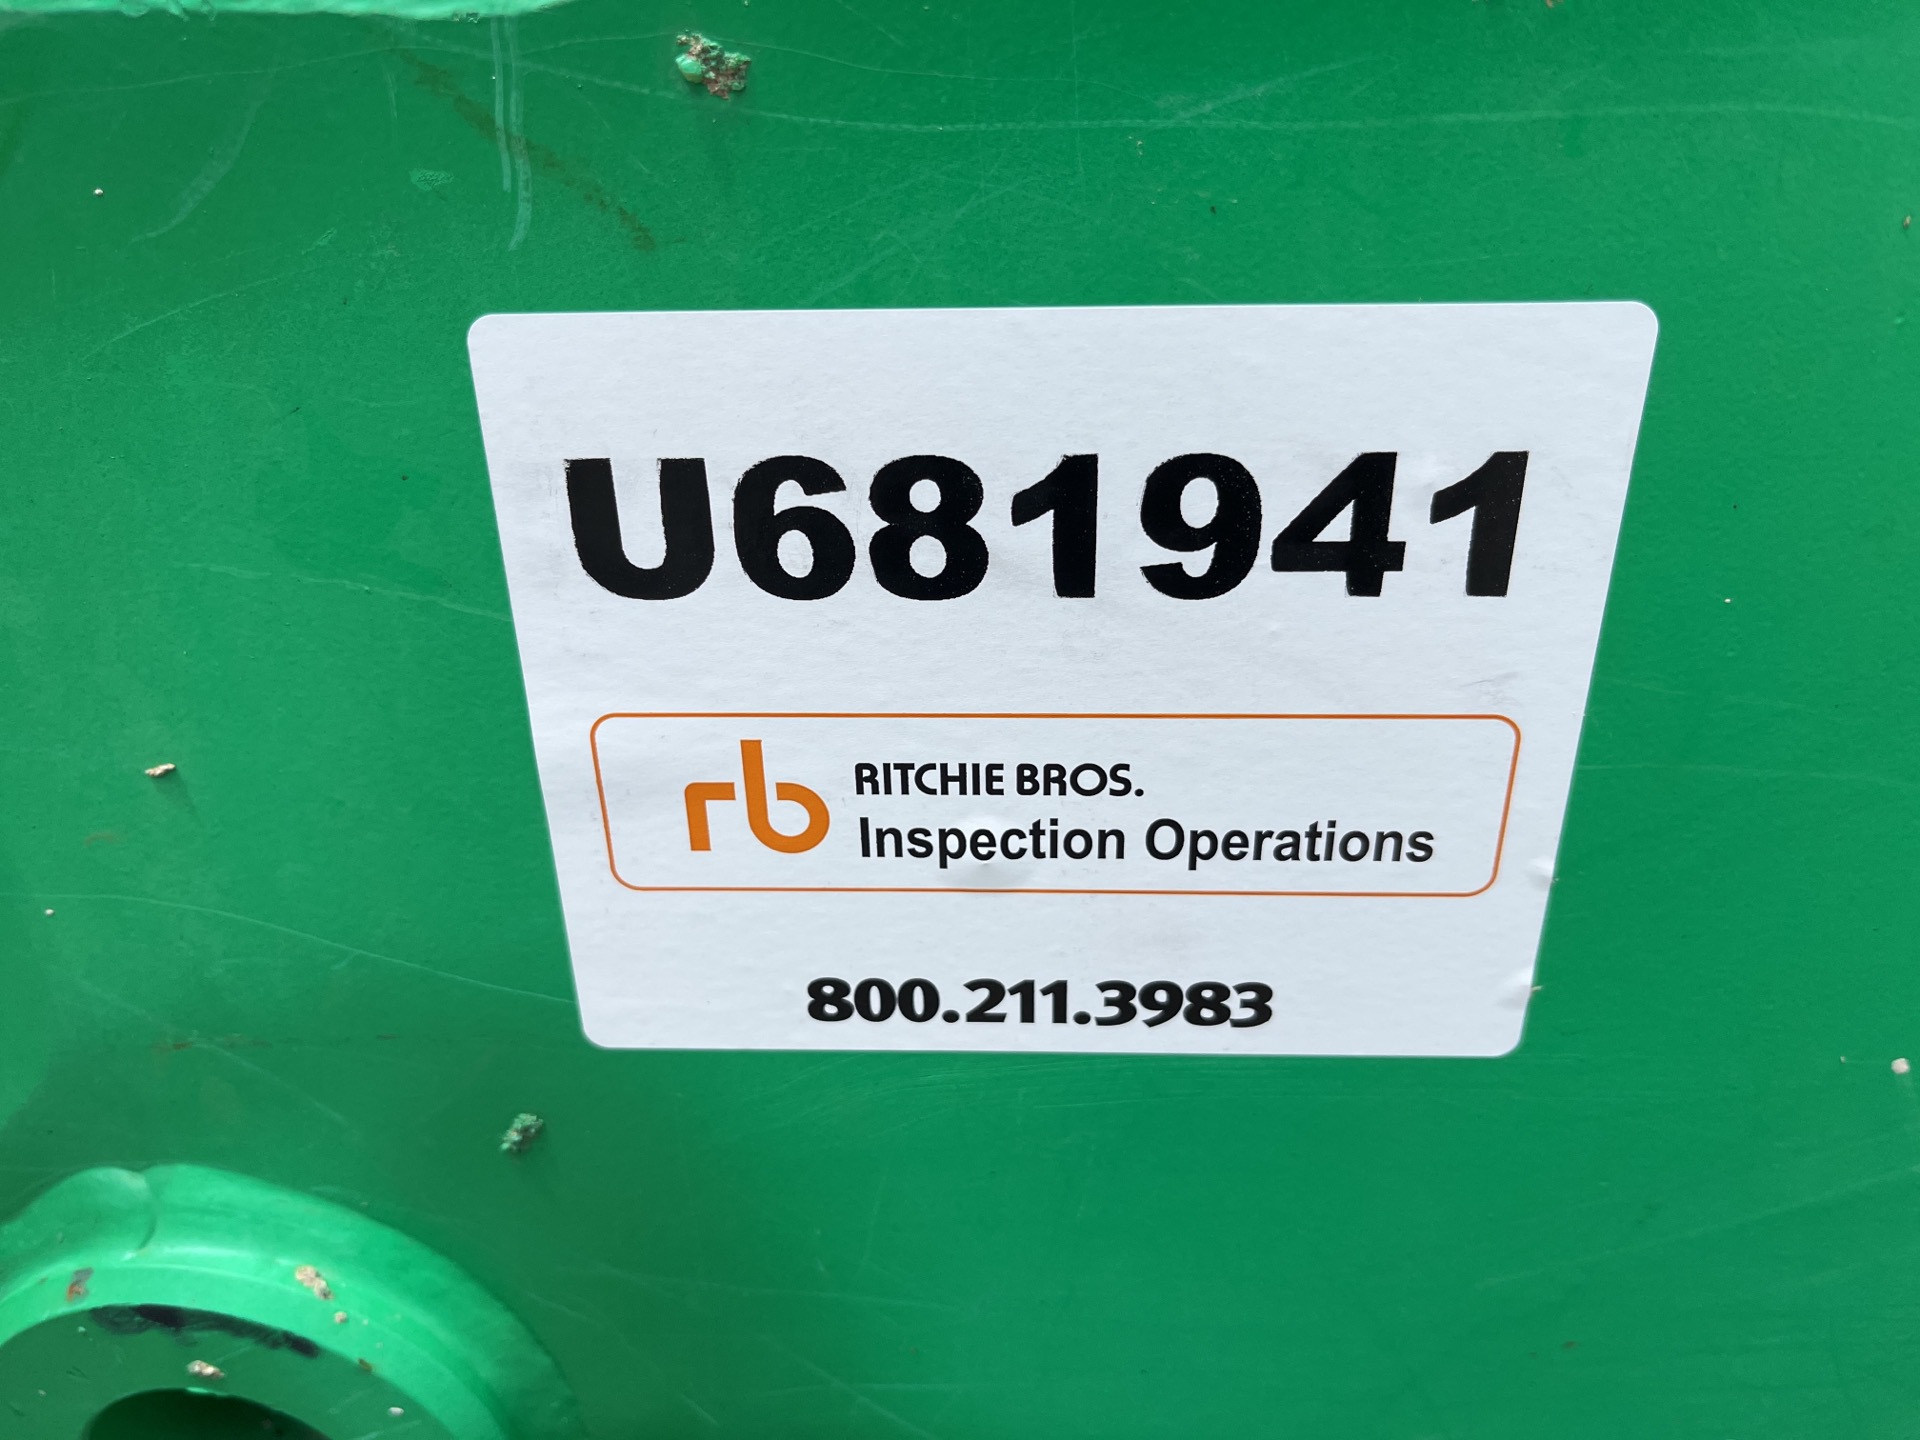 U681941
rb
RITCHIE BROS.
Inspection Operations
800.211.3983